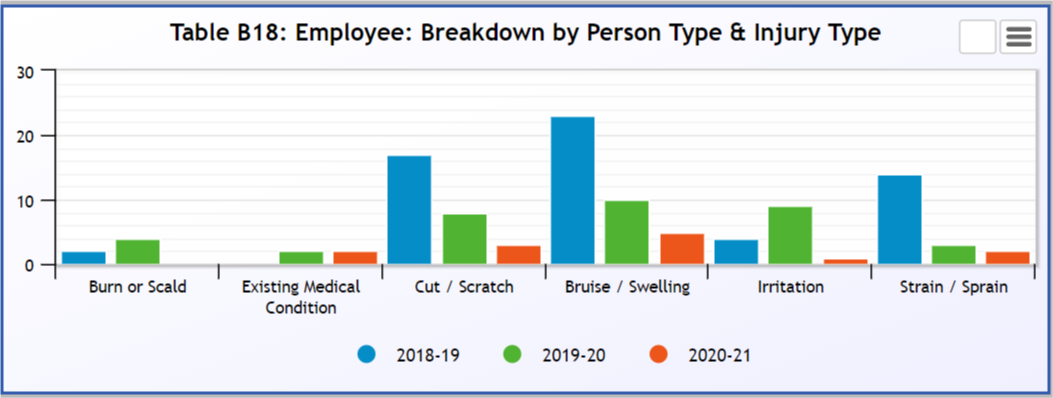 Table B18: Employee: Breakdown by Person Type & Injury Type
30
20
10
0
Burn or Scald
Existing Medical
Condition
Cut / Scratch
Bruise / Swelling
Irritation
Strain / Sprain
2018-19
2019-20
2020-21